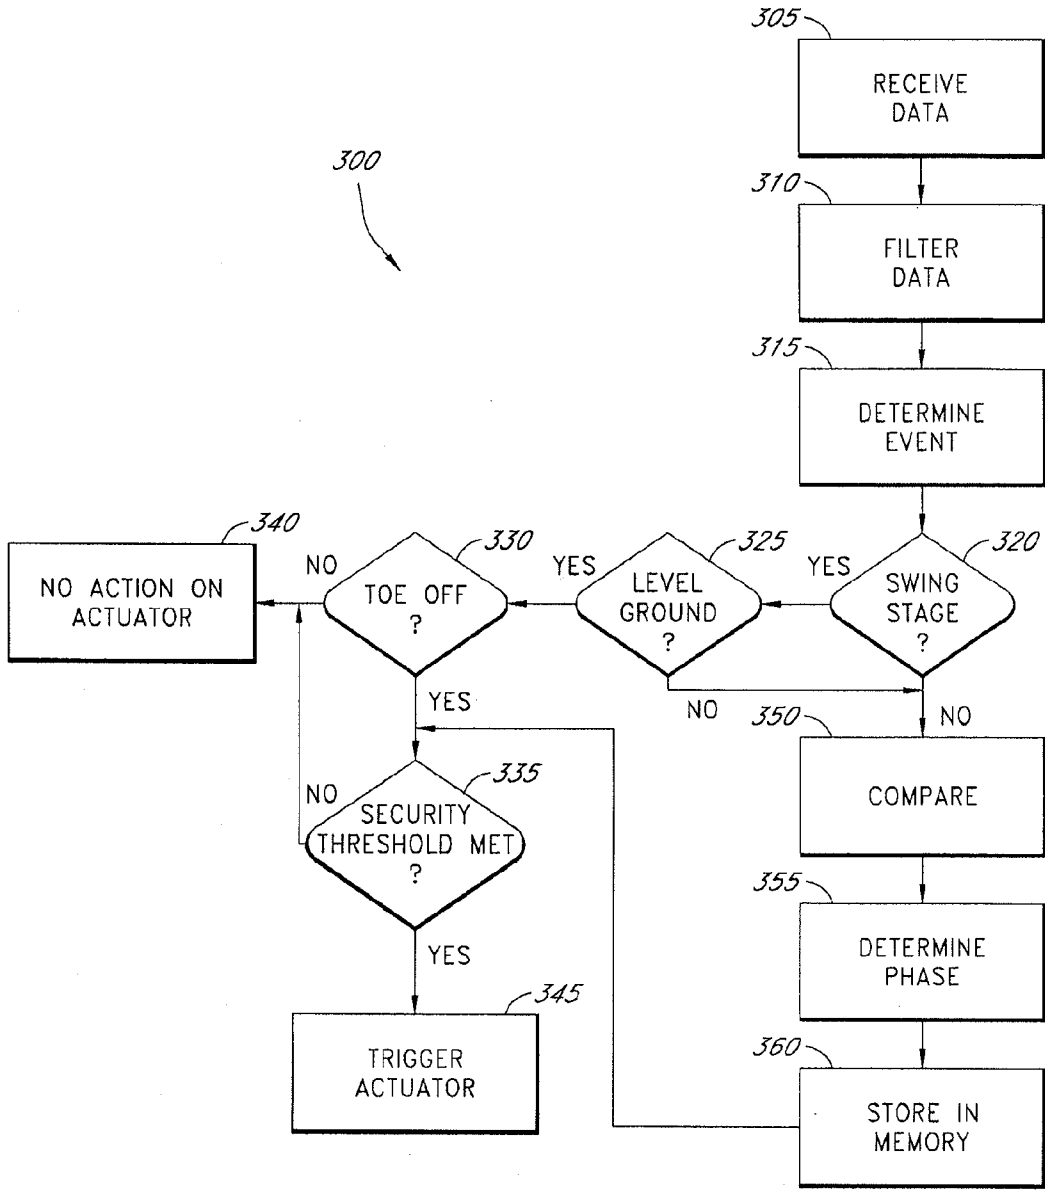 305
RECEIVE
DATA
300
310
FILTER
DATA
315
DETERMINE
EVENT
340
NO ACTION ON
ACTUATOR
NO
330
TOE OFF
?
YES
YES
325
LEVEL
GROUND
?
NO
YES
320
SWING
STAGE
?
NO
350
COMPARE
335
SECURITY
THRESHOLD MET
?
NO
YES
355
DETERMINE
PHASE
345
TRIGGER
ACTUATOR
360
STORE IN
MEMORY